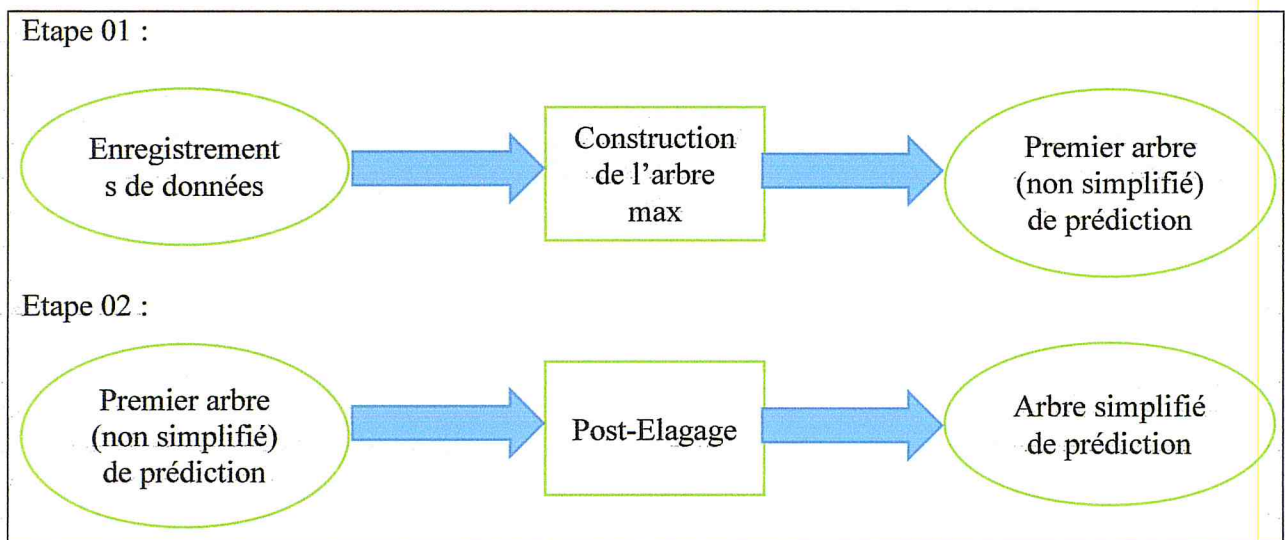 Etape 01 :
Enregistrement
s de données
Construction
de l'arbre
max
Premier arbre
(non simplifié)
de prédiction
Etape 02 :
Premier arbre
(non simplifié)
de prédiction
Post-Elagage
Arbre simplifié
de prédiction